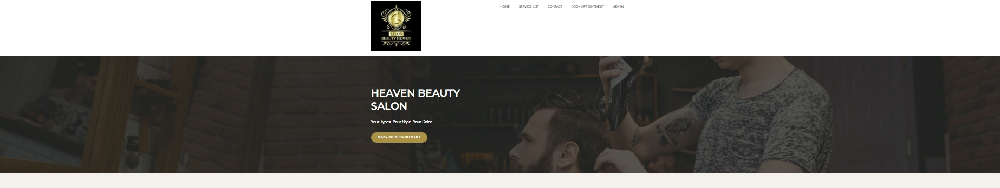 SALON
BEAUTY HEAVEN
HOME
SERVICE LIST
CONTACT
BOOK APPOINTMENT
ADMIN
HEAVEN BEAUTY
SALON
Your Types. Your Style. Your Color.
MAKE AN APPOINTMENT